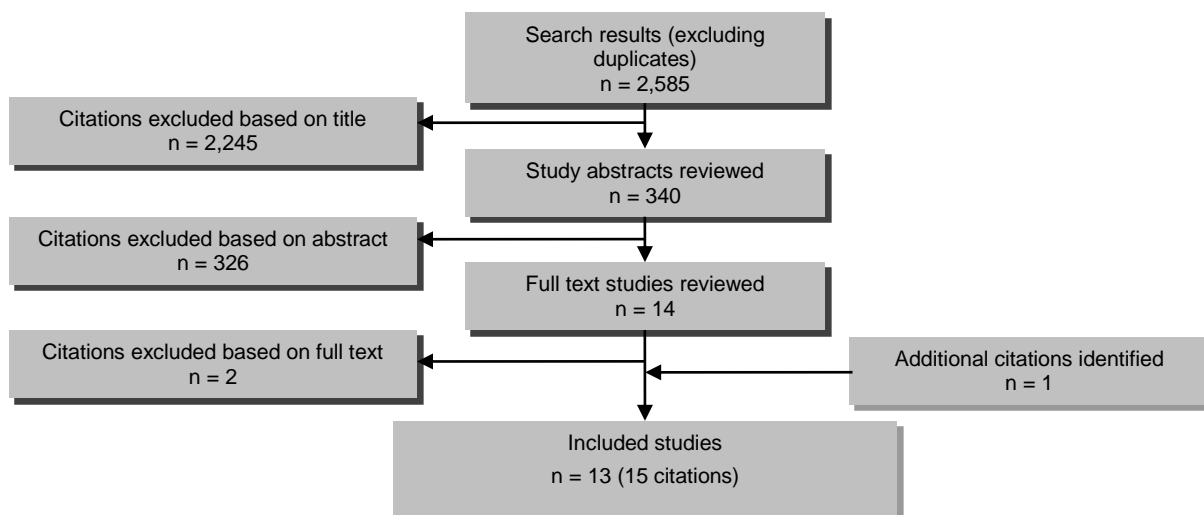 Search results (excluding
duplicates)
n = 2,585
Citations excluded based on title
n = 2,245
Study abstracts reviewed
n = 340
Citations excluded based on abstract
n = 326
Full text studies reviewed
n = 14
Citations excluded based on full text
n = 2
Additional citations identified
n = 1
Included studies
n = 13 (15 citations)